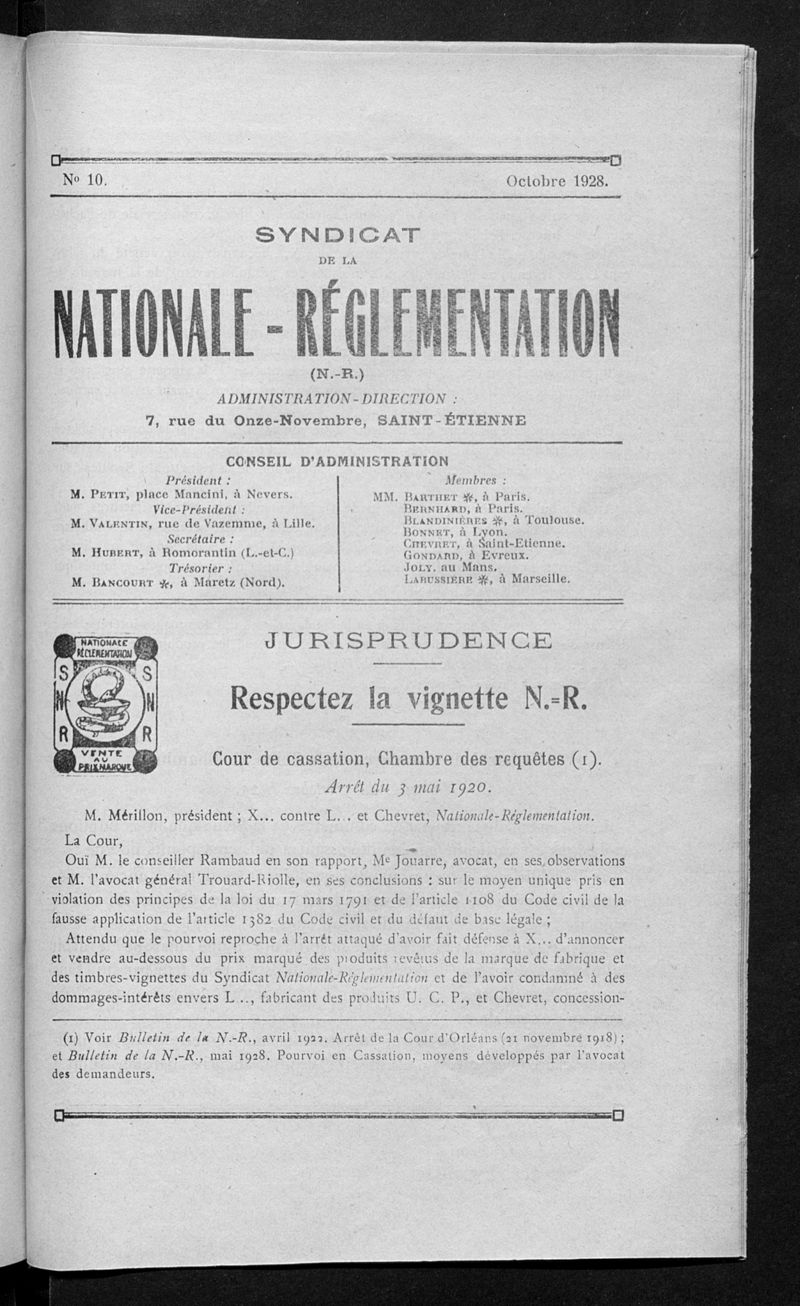 No 10.
Octobre 1928.
SYNDICAT
DE LA
NATIONALE - RÉGLEMENTATION
(N.-R.)
ADMINISTRATION-DIRECTION :
7, rue du Onze-Novembre, SAINT-ÉTIENNE
CONSEIL D'ADMINISTRATION
Président :
M. PETIT, place Mancini, à Nevers.
Vice-Président :
M. VALENTIN, rue de Vazemme, à Lille.
Secrétaire :
M. HUBERT, à Romorantin (L.-et-C.)
Trésorier :
M. BANCOURT ✻, à Maretz (Nord).
Membres :
MM. BARTHET ✻, à Paris.
BERNHARD, à Paris.
BLANDINIÈRES ✻, à Toulouse.
BONNET, à Lyon.
CHEVRET, à Saint-Etienne.
GONDARD, à Evreux.
JOLY, au Mans.
LABUSSIÈRE ✻, à Marseille.
NATIONALE
RÉGLEMENTATION
S S
N N
R R
VENTE
AU
PRIX MARQUÉ
JURISPRUDENCE
Respectez la vignette N.=R.
Cour de cassation, Chambre des requêtes (1).
Arrêt du 3 mai 1920.
M. Mérillon, président ; X... contre L. . et Chevret, Nationale-Réglementation.
La Cour,
Ouï M. le conseiller Rambaud en son rapport, Me Jouarre, avocat, en ses observations
et M. l'avocat général Trouard-Riolle, en ses conclusions : sur le moyen unique pris en
violation des principes de la loi du 17 mars 1791 et de l'article 1108 du Code civil de la
fausse application de l'article 1382 du Code civil et du défaut de base légale ;
Attendu que le pourvoi reproche à l'arrêt attaqué d'avoir fait défense à X... d'annoncer
et vendre au-dessous du prix marqué des produits revêtus de la marque de fabrique et
des timbres-vignettes du Syndicat Nationale-Réglementation et de l'avoir condamné à des
dommages-intérêts envers L .., fabricant des produits U. C. P., et Chevret, concession-
(1) Voir Bulletin de la N.-R., avril 1922. Arrêt de la Cour d'Orléans (21 novembre 1918) ;
et Bulletin de la N.-R., mai 1928. Pourvoi en Cassation, moyens développés par l'avocat
des demandeurs.